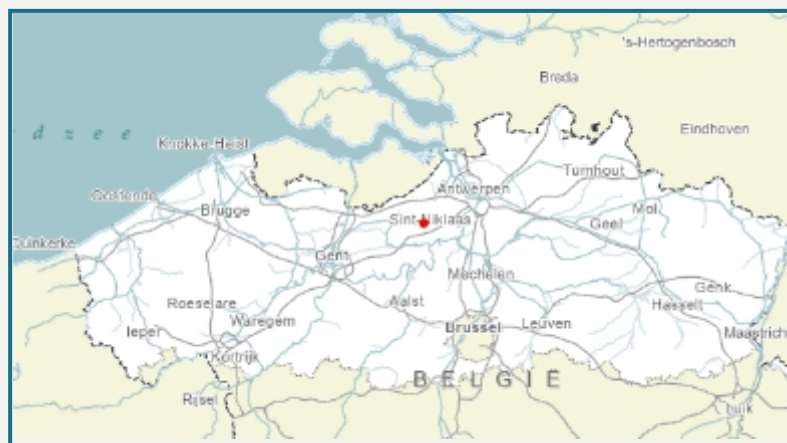 's-Hertogenbosch
Breda
d z e e
Eindhoven
Knokke-Heist
Turnhout
Antwerpen
Oostende
Mol
Brugge
Sint-Niklaas
Geel
Duinkerke
Gent
Mechelen
Genk
Roeselare
Aalst
Hasselt
Ieper
Waregem
Brussel
Leuven
Maastrich
Kortrijk
BELGIË
Rijsel
Luik